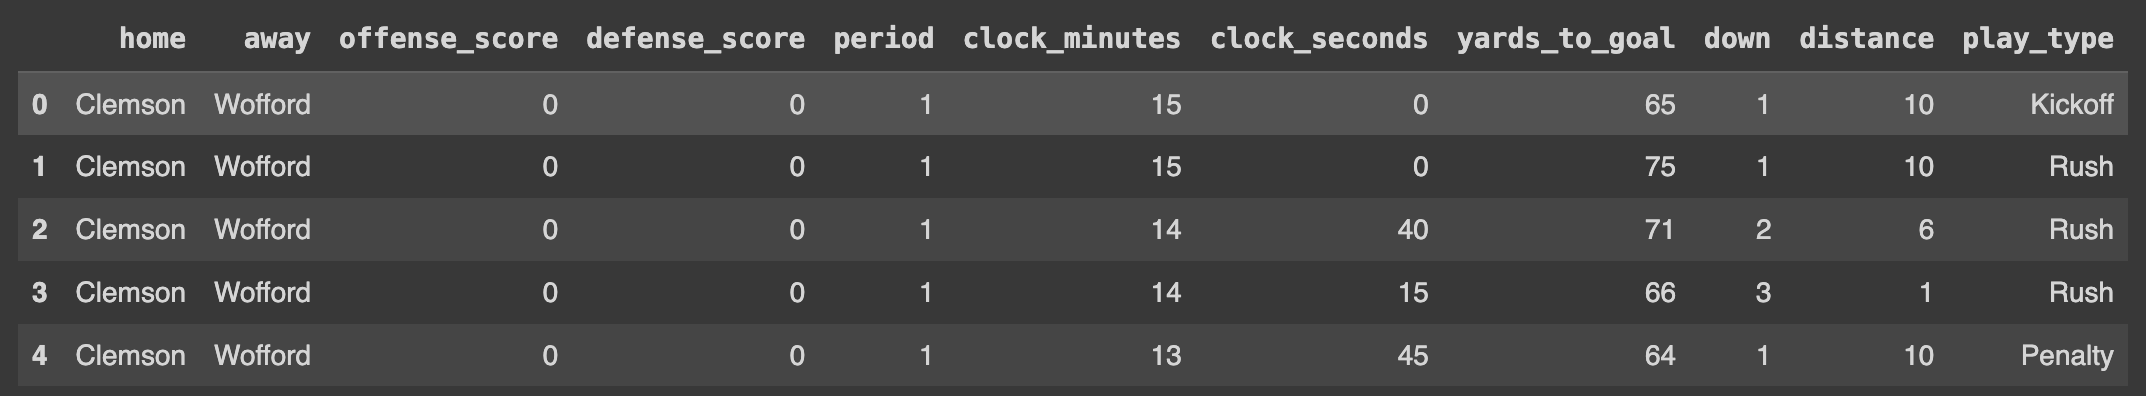 home away offense_score defense_score period clock_minutes clock_seconds yards_to_goal down distance play_type
0 Clemson Wofford 0 0 1 15 0 65 1 10 Kickoff
1 Clemson Wofford 0 0 1 15 0 75 1 10 Rush
2 Clemson Wofford 0 0 1 14 40 71 2 6 Rush
3 Clemson Wofford 0 0 1 14 15 66 3 1 Rush
4 Clemson Wofford 0 0 1 13 45 64 1 10 Penalty